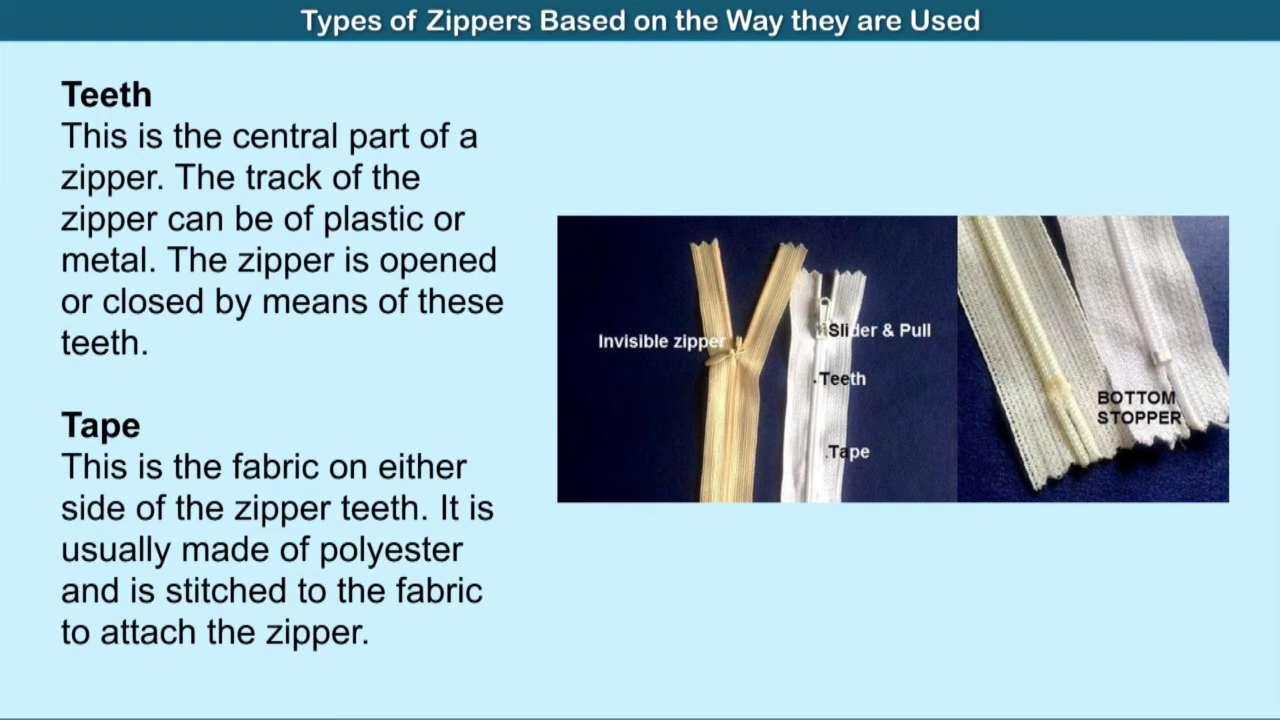 Types of Zippers Based on the Way they are Used
Teeth
This is the central part of a
zipper. The track of the
zipper can be of plastic or
metal. The zipper is opened
or closed by means of these
teeth.
Tape
This is the fabric on either
side of the zipper teeth. It is
usually made of polyester
and is stitched to the fabric
to attach the zipper.
Invisible zipper
Slider & Pull
Teeth
Tape
BOTTOM
STOPPER